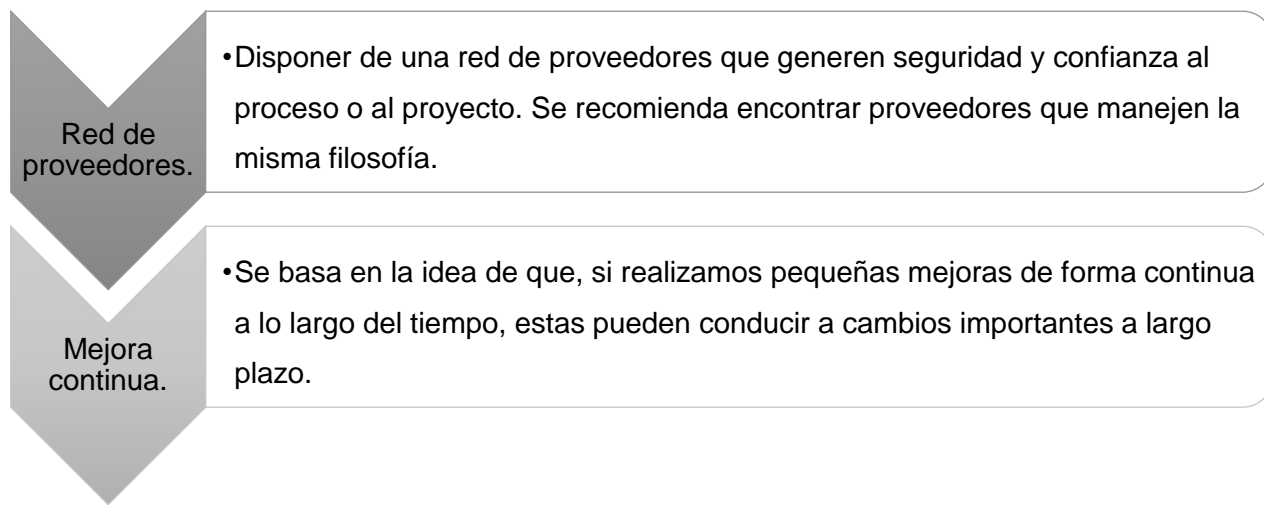 Red de
proveedores.
•Disponer de una red de proveedores que generen seguridad y confianza al
proceso o al proyecto. Se recomienda encontrar proveedores que manejen la
misma filosofía.
Mejora
continua.
•Se basa en la idea de que, si realizamos pequeñas mejoras de forma continua
a lo largo del tiempo, estas pueden conducir a cambios importantes a largo
plazo.